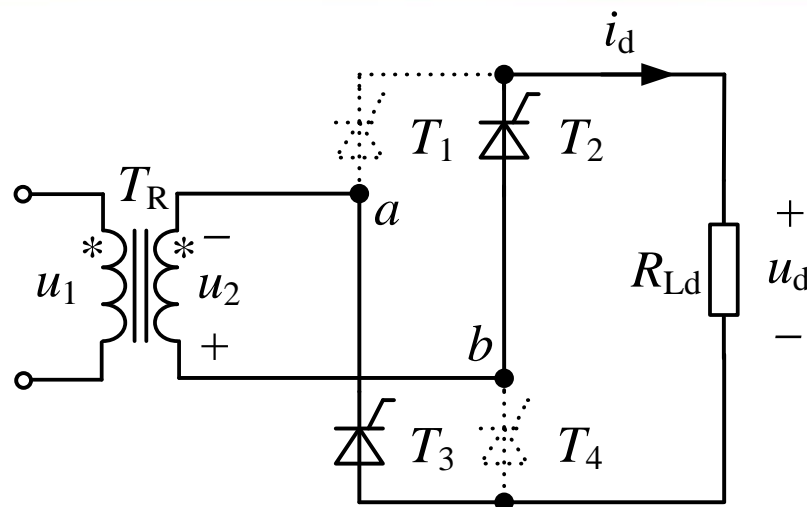 i_d
T_1
T_2
T_R
a
*
*
−
+
u_1
u_2
R_Ld
u_d
b
+
−
T_3
T_4